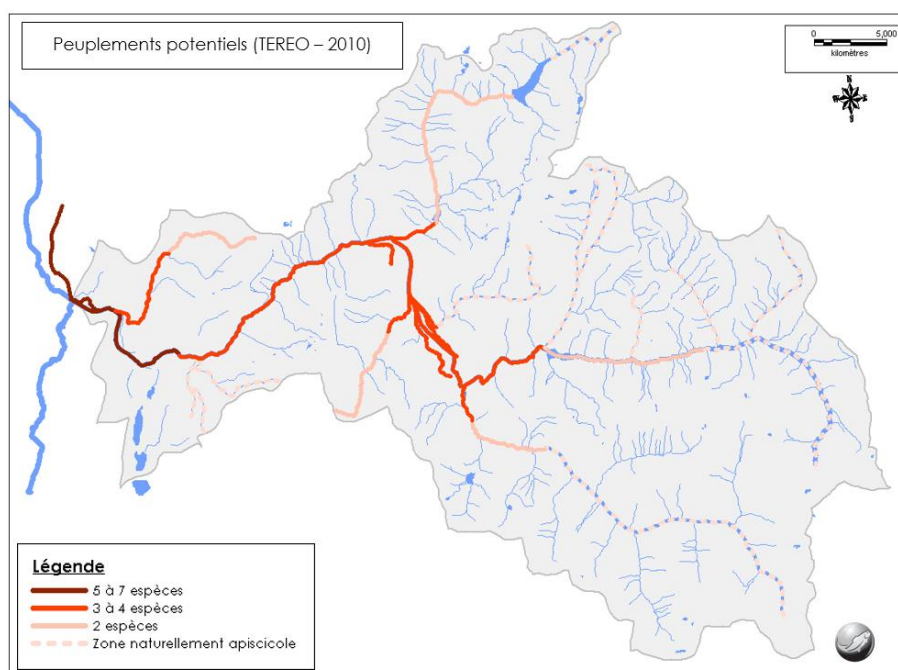 Peuplements potentiels (TEREO – 2010)
0 5,000
kilomètres
N
E
S
Légende
5 à 7 espèces
3 à 4 espèces
2 espèces
Zone naturellement apiscicole